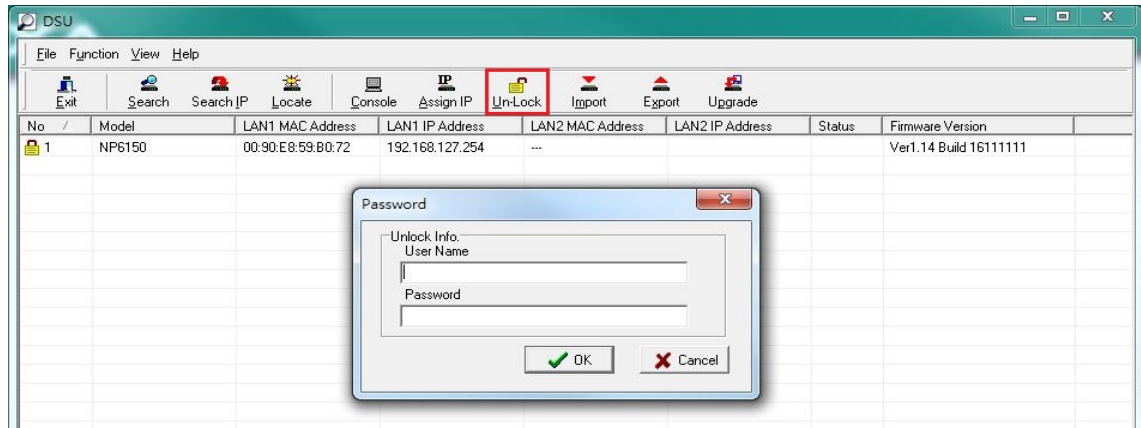 DSU
File Function View Help
Exit Search Search IP Locate Console Assign IP Un-Lock Import Export Upgrade
IP
No Model LAN1 MAC Address LAN1 IP Address LAN2 MAC Address LAN2 IP Address Status Firmware Version
1 NP6150 00:90:E8:59:B0:72 192.168.127.254 --- Ver1.14 Build 16111111
Password
Unlock Info.
User Name
Password
OK Cancel